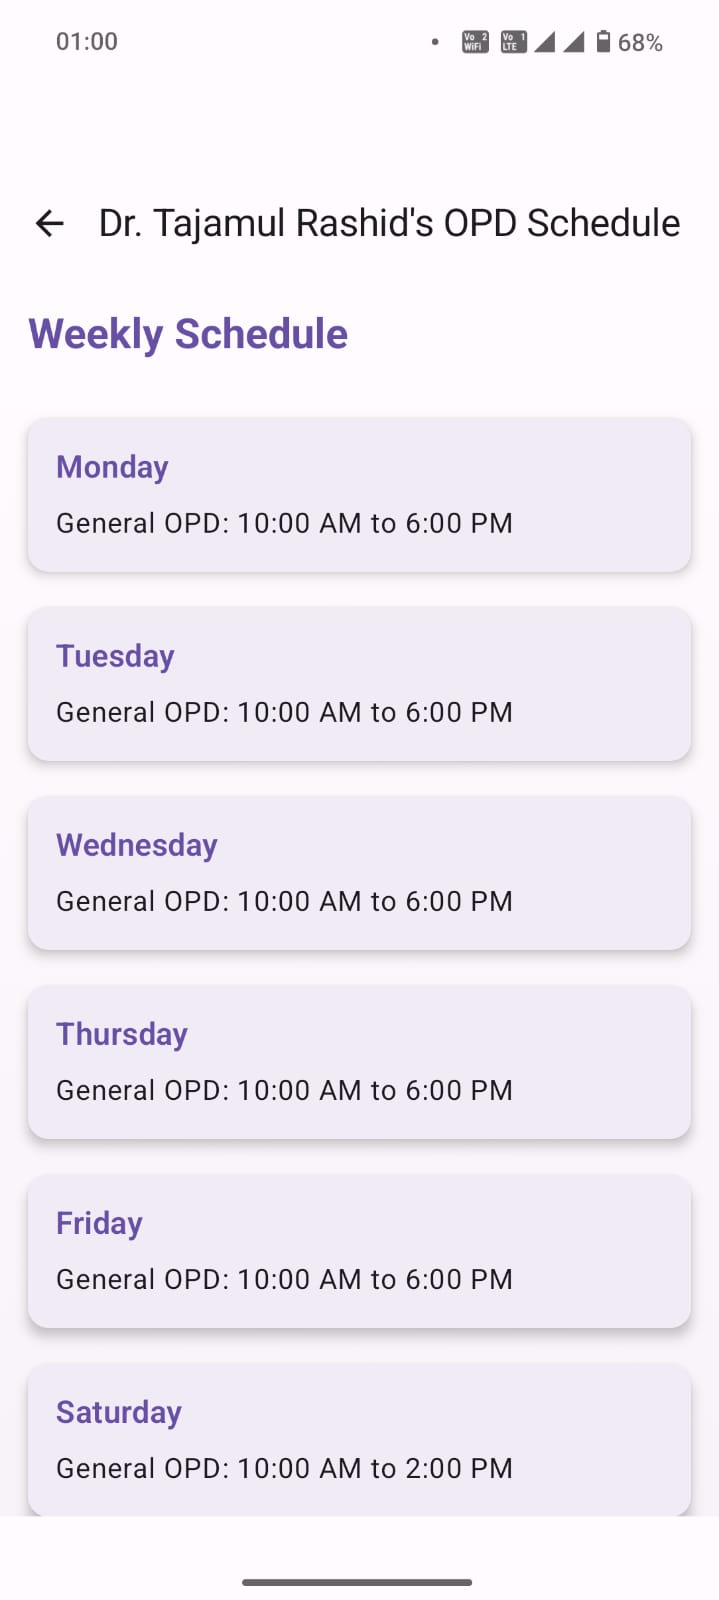 01:00
Vo 2
WiFi
Vo 1
LTE
68%
Dr. Tajamul Rashid's OPD Schedule
Weekly Schedule
Monday
General OPD: 10:00 AM to 6:00 PM
Tuesday
General OPD: 10:00 AM to 6:00 PM
Wednesday
General OPD: 10:00 AM to 6:00 PM
Thursday
General OPD: 10:00 AM to 6:00 PM
Friday
General OPD: 10:00 AM to 6:00 PM
Saturday
General OPD: 10:00 AM to 2:00 PM